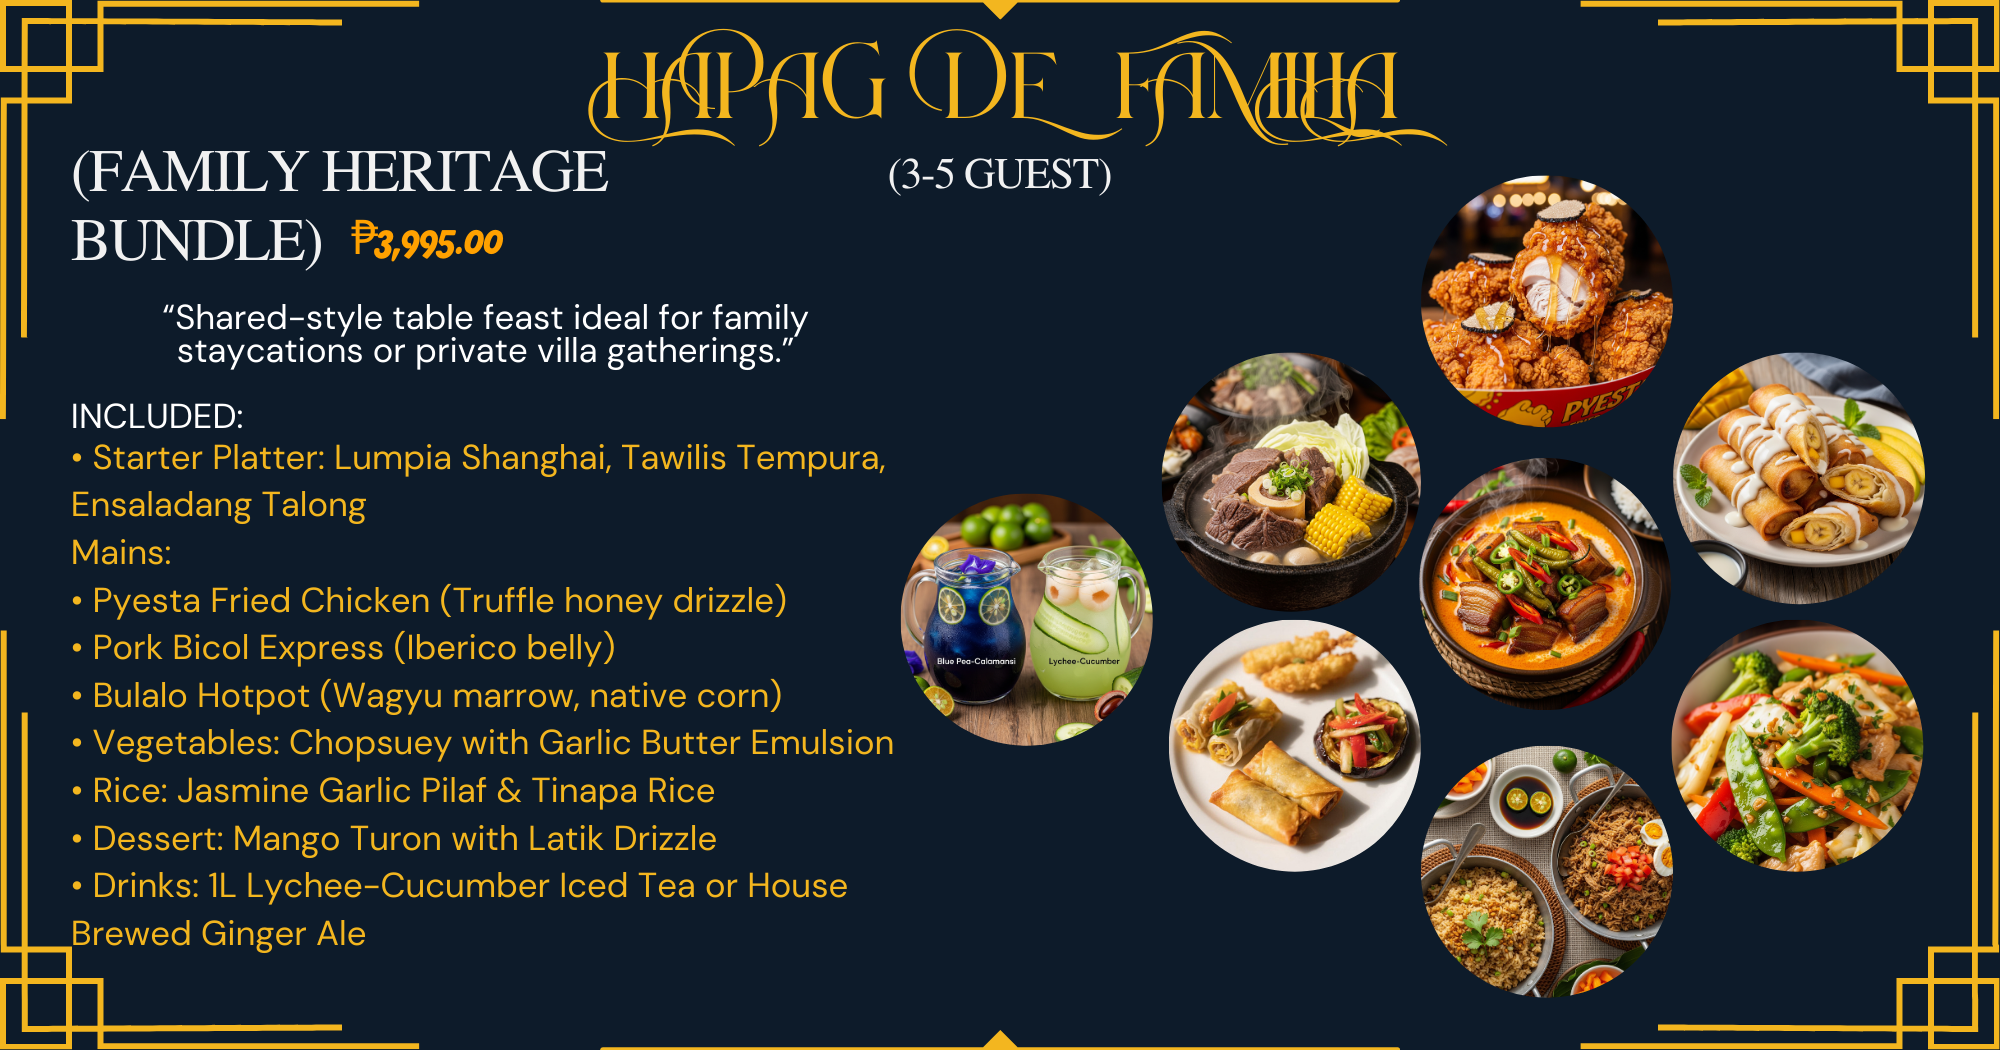 HAPAG DE FAMILIA
(FAMILY HERITAGE
BUNDLE) ₱3,995.00
(3-5 GUEST)
“Shared-style table feast ideal for family
staycations or private villa gatherings.”
INCLUDED:
• Starter Platter: Lumpia Shanghai, Tawilis Tempura,
Ensaladang Talong
Mains:
• Pyesta Fried Chicken (Truffle honey drizzle)
• Pork Bicol Express (Iberico belly)
• Bulalo Hotpot (Wagyu marrow, native corn)
• Vegetables: Chopsuey with Garlic Butter Emulsion
• Rice: Jasmine Garlic Pilaf & Tinapa Rice
• Dessert: Mango Turon with Latik Drizzle
• Drinks: 1L Lychee-Cucumber Iced Tea or House
Brewed Ginger Ale
Blue Pea-Calamansi
Lychee-Cucumber
PYEST